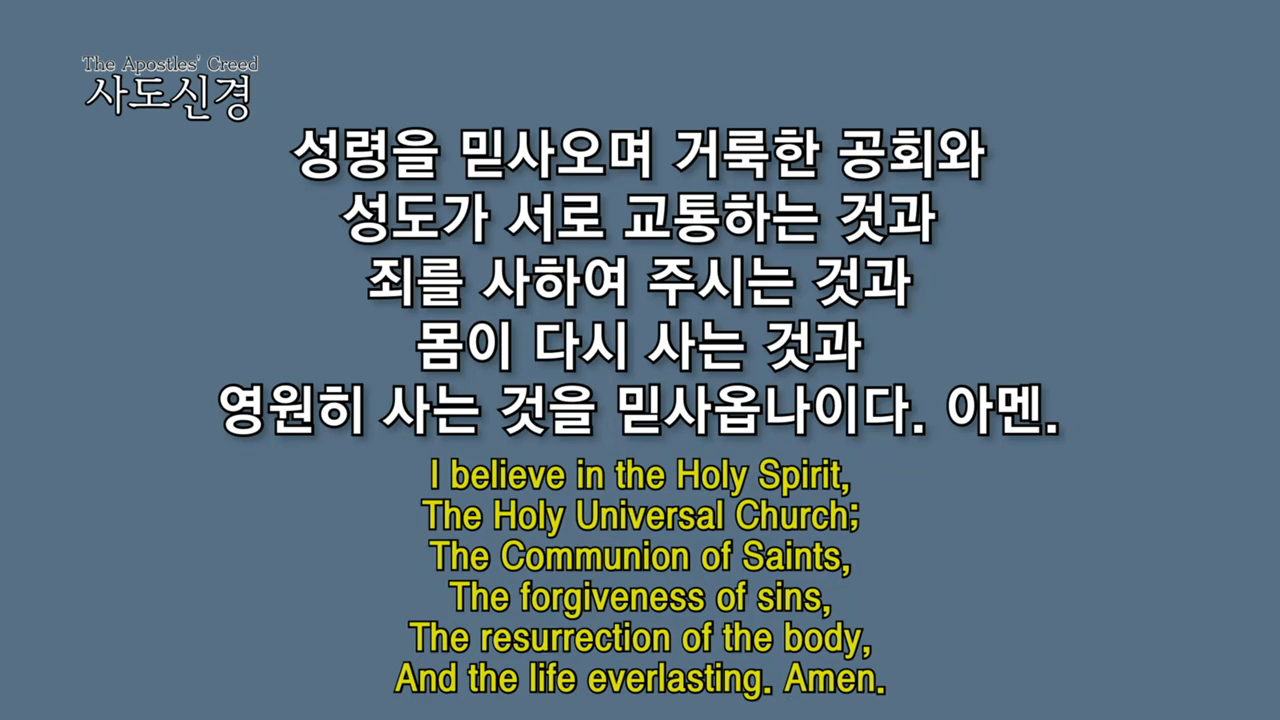 The Apostles' Creed
사도신경
성령을 믿사오며 거룩한 공회와
성도가 서로 교통하는 것과
죄를 사하여 주시는 것과
몸이 다시 사는 것과
영원히 사는 것을 믿사옵나이다. 아멘.
I believe in the Holy Spirit,
The Holy Universal Church;
The Communion of Saints,
The forgiveness of sins,
The resurrection of the body,
And the life everlasting. Amen.